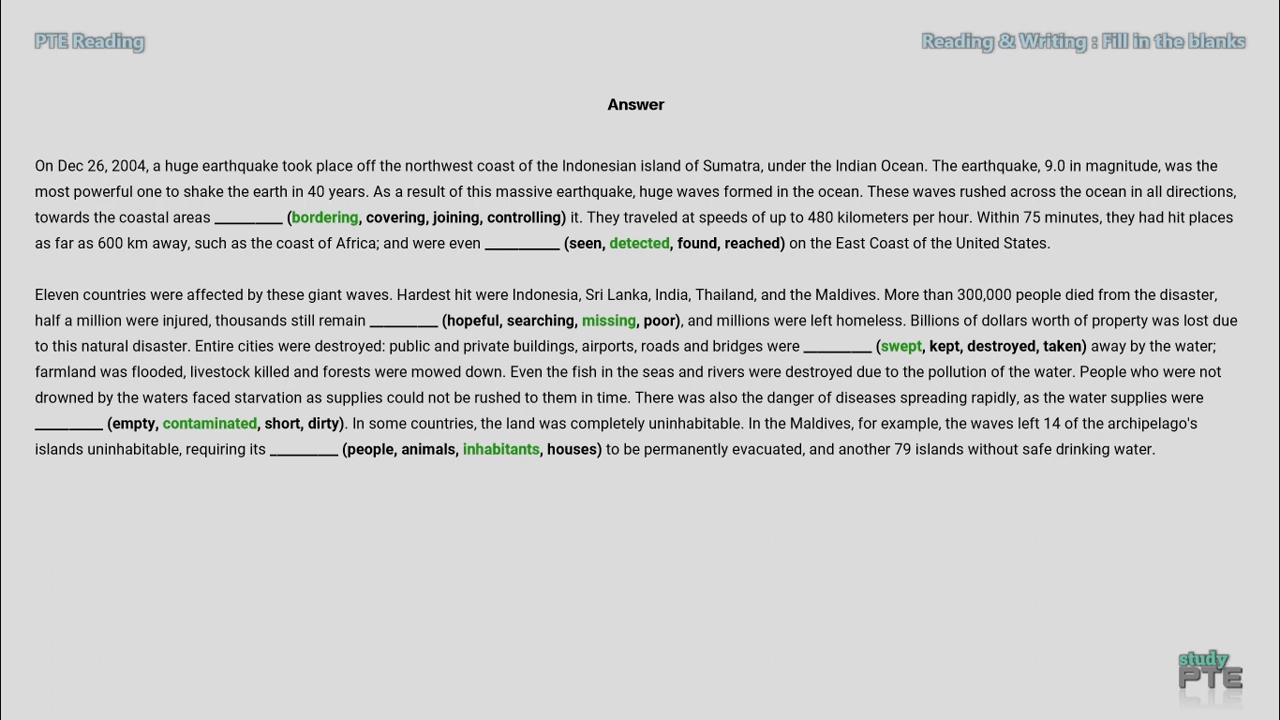 PTE Reading
Reading & Writing : Fill in the blanks
Answer
On Dec 26, 2004, a huge earthquake took place off the northwest coast of the Indonesian island of Sumatra, under the Indian Ocean. The earthquake, 9.0 in magnitude, was the
most powerful one to shake the earth in 40 years. As a result of this massive earthquake, huge waves formed in the ocean. These waves rushed across the ocean in all directions,
towards the coastal areas _________ (bordering, covering, joining, controlling) it. They traveled at speeds of up to 480 kilometers per hour. Within 75 minutes, they had hit places
as far as 600 km away, such as the coast of Africa; and were even __________ (seen, detected, found, reached) on the East Coast of the United States.
Eleven countries were affected by these giant waves. Hardest hit were Indonesia, Sri Lanka, India, Thailand, and the Maldives. More than 300,000 people died from the disaster,
half a million were injured, thousands still remain _________ (hopeful, searching, missing, poor), and millions were left homeless. Billions of dollars worth of property was lost due
to this natural disaster. Entire cities were destroyed: public and private buildings, airports, roads and bridges were _________ (swept, kept, destroyed, taken) away by the water;
farmland was flooded, livestock killed and forests were mowed down. Even the fish in the seas and rivers were destroyed due to the pollution of the water. People who were not
drowned by the waters faced starvation as supplies could not be rushed to them in time. There was also the danger of diseases spreading rapidly, as the water supplies were
_________ (empty, contaminated, short, dirty). In some countries, the land was completely uninhabitable. In the Maldives, for example, the waves left 14 of the archipelago's
islands uninhabitable, requiring its _________ (people, animals, inhabitants, houses) to be permanently evacuated, and another 79 islands without safe drinking water.
study
PTE